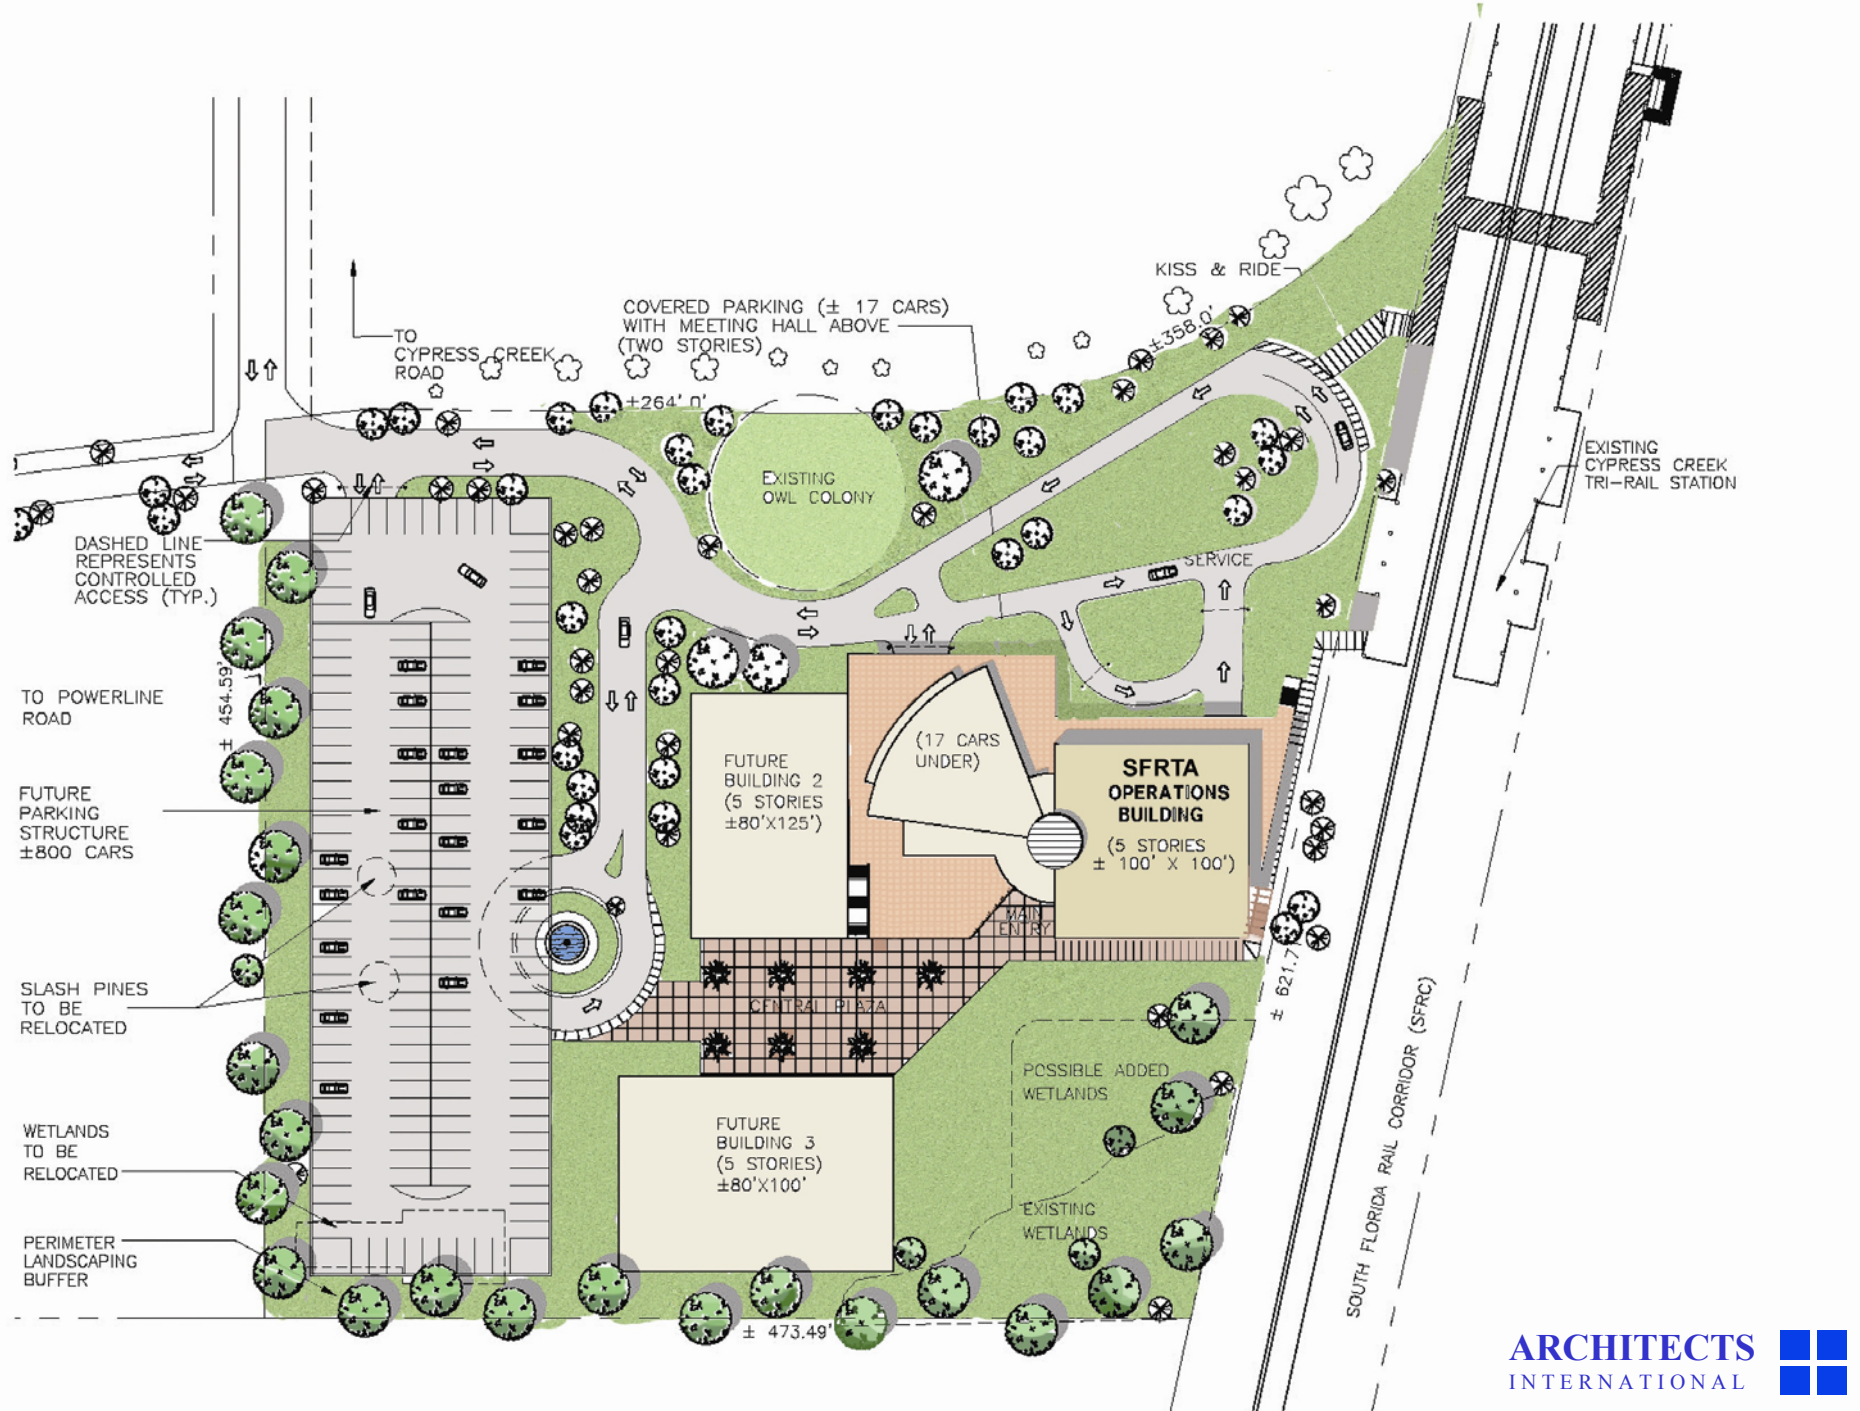 KISS & RIDE
COVERED PARKING (± 17 CARS)
WITH MEETING HALL ABOVE
(TWO STORIES)
±358.0'
TO
CYPRESS CREEK
ROAD
±264'.0'
EXISTING
OWL COLONY
EXISTING
CYPRESS CREEK
TRI-RAIL STATION
DASHED LINE
REPRESENTS
CONTROLLED
ACCESS (TYP.)
SERVICE
± 454.59'
TO POWERLINE
ROAD
FUTURE
PARKING
STRUCTURE
±800 CARS
FUTURE
BUILDING 2
(5 STORIES
±80'X125')
(17 CARS
UNDER)
SFRTA
OPERATIONS
BUILDING
(5 STORIES
± 100' X 100')
MAIN
ENTRY
SLASH PINES
TO BE
RELOCATED
CENTRAL PLAZA
± 621.7
POSSIBLE ADDED
WETLANDS
SOUTH FLORIDA RAIL CORRIDOR (SFRC)
WETLANDS
TO BE
RELOCATED
FUTURE
BUILDING 3
(5 STORIES)
±80'X100'
EXISTING
WETLANDS
PERIMETER
LANDSCAPING
BUFFER
± 473.49'
ARCHITECTS
INTERNATIONAL